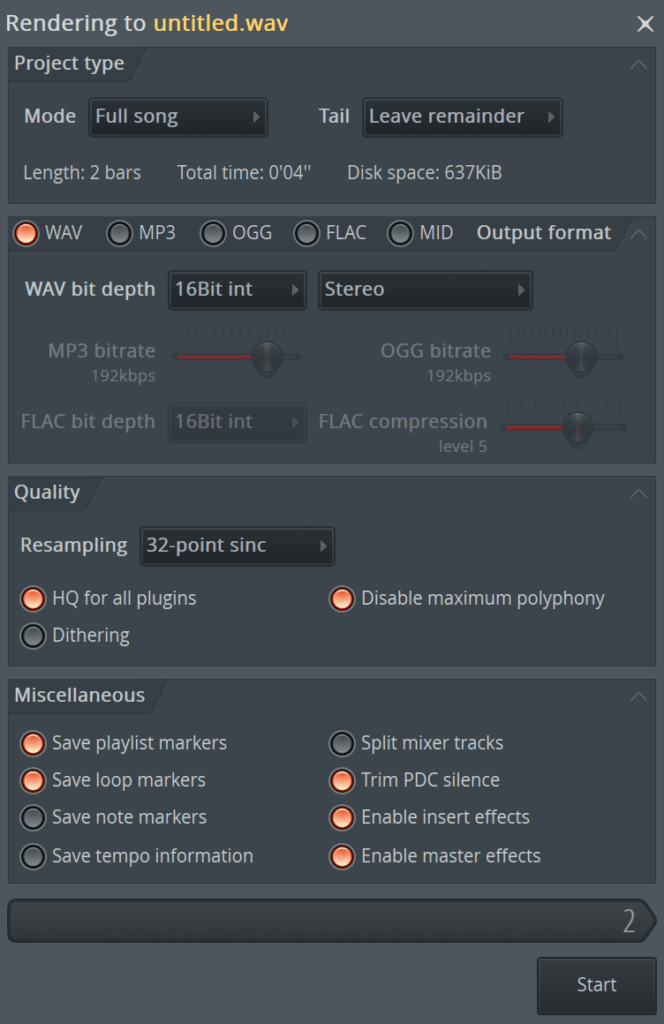 Rendering to untitled.wav
Project type
Mode Full song Tail Leave remainder
Length: 2 bars Total time: 0'04'' Disk space: 637KiB
WAV MP3 OGG FLAC MID Output format
WAV bit depth 16Bit int Stereo
MP3 bitrate OGG bitrate
192kbps 192kbps
FLAC bit depth 16Bit int FLAC compression
level 5
Quality
Resampling 32-point sinc
HQ for all plugins Disable maximum polyphony
Dithering
Miscellaneous
Save playlist markers Split mixer tracks
Save loop markers Trim PDC silence
Save note markers Enable insert effects
Save tempo information Enable master effects
2
Start